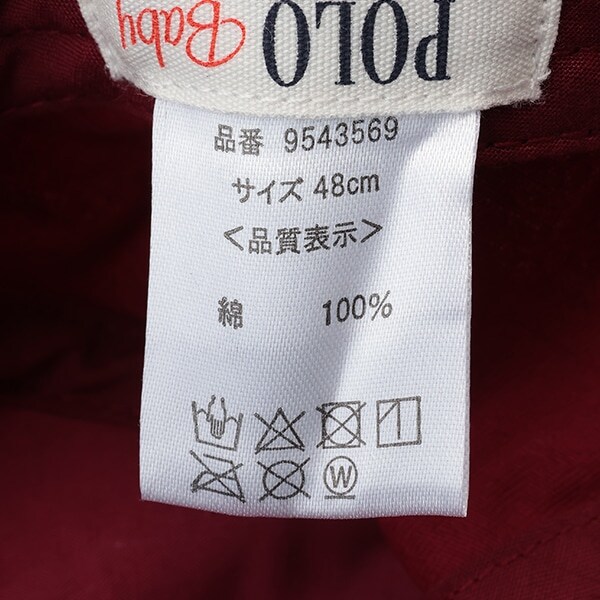 POLO
Baby
品番 9543569
サイズ 48cm
<品質表示>
綿 100%
W